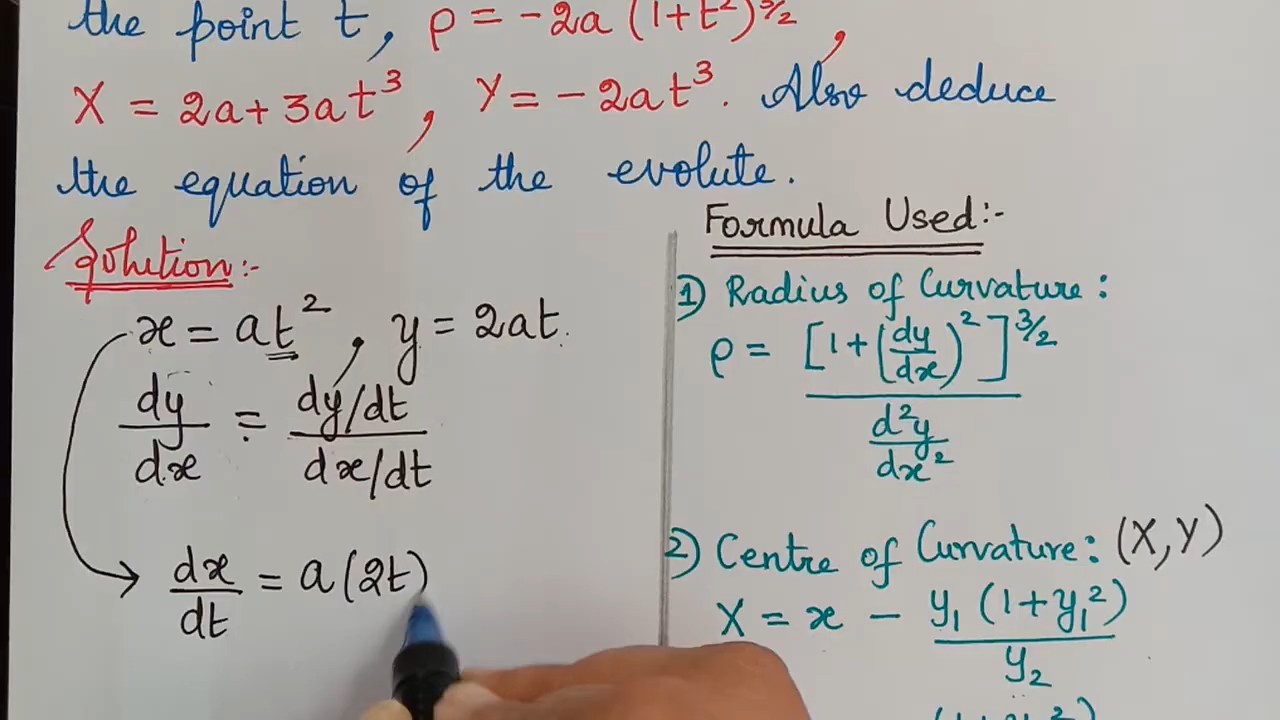 the point t, ρ = -2a (1+t²)^3/2,
X = 2a+3at³, Y = -2at³. Also deduce
the equation of the evolute.
Solution:-
x = at², y = 2at.
dy/dx = (dy/dt)/(dx/dt)
dx/dt = a(2t)
Formula Used:-
1) Radius of Curvature:
ρ = [1+(dy/dx)²]^3/2 / (d²y/dx²)
2) Centre of Curvature: (X,Y)
X = x - y₁(1+y₁²)/y₂